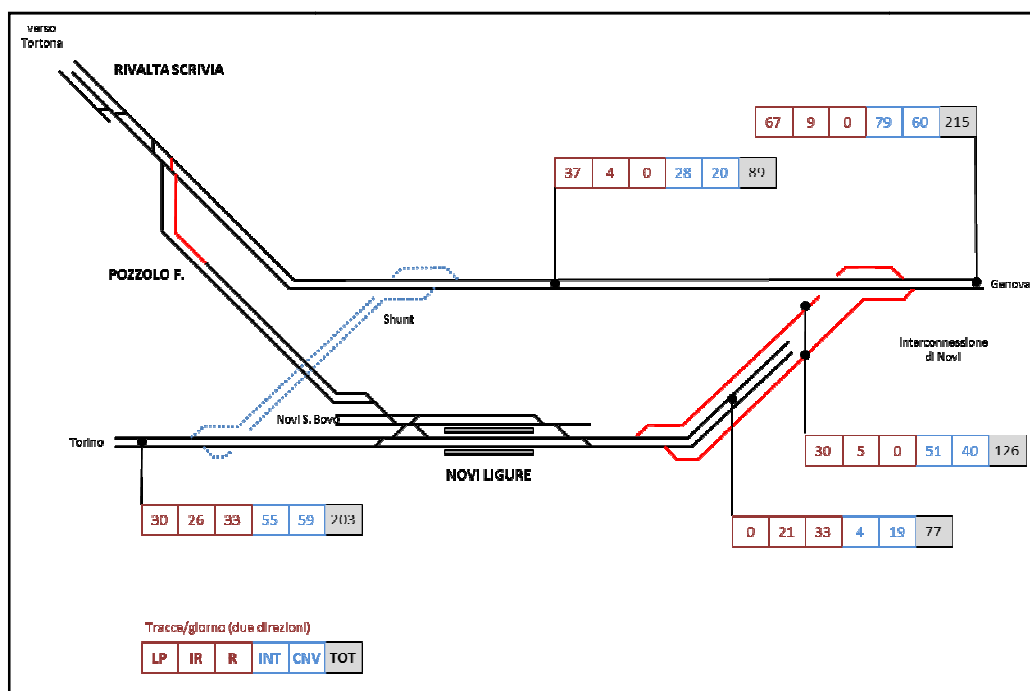 verso
Tortona
RIVALTA SCRIVIA
67 9 0 79 60 215
37 4 0 28 20 89
POZZOLO F.
Genova
Shunt
Interconnessione
di Novi
Novi S. Bovo
Torino
NOVI LIGURE
30 5 0 51 40 126
30 26 33 55 59 203
0 21 33 4 19 77
Tracce/giorno (due direzioni)
LP IR R INT CNV TOT